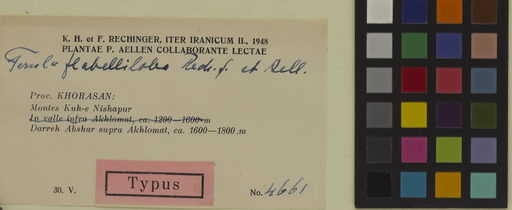 K. H. et F. RECHINGER, ITER IRANICUM II., 1948
PLANTAE P. AELLEN COLLABORANTE LECTAE
Ferula flabelliloba Rech. f. et Aell.
Prov. KHORASAN:
Montes Kuh-e Nishapur
In valle infra Akhlomat, ca. 1200—1600 m
Darreh Abshar supra Akhlomat, ca. 1600—1800 m
Typus
30. V.
No. 4661